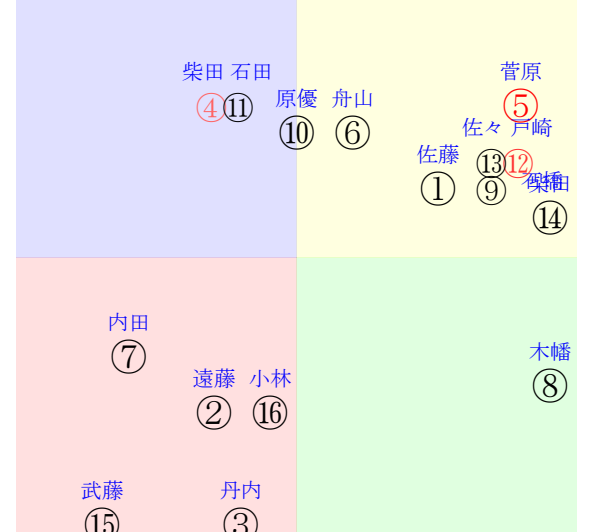 柴田 石田
菅原
④⑪
原優 舟山
⑤
⑩ ⑥
佐々 戸崎
佐藤
⑬⑫
① ⑨
柴田
⑭
内田
⑦
木幡
⑧
遠藤 小林
② ⑯
武藤 丹内
⑮ ③